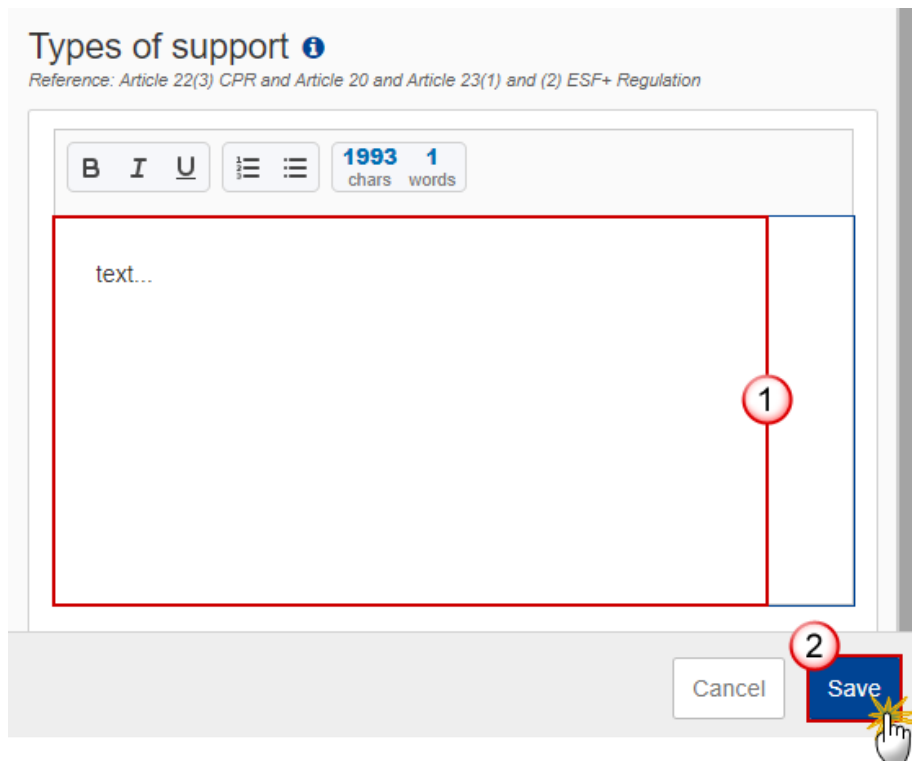 Types of support
Reference: Article 22(3) CPR and Article 20 and Article 23(1) and (2) ESF+ Regulation
B I U 1993 1
chars words
text...
1
2
Cancel Save